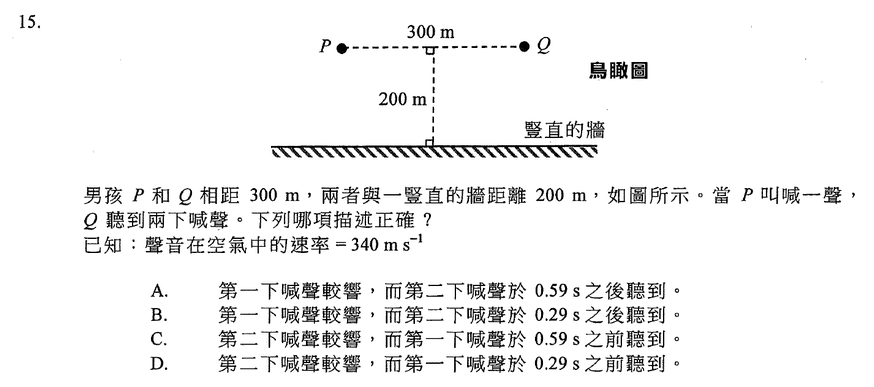 15.
300 m
P
Q
鳥瞰圖
200 m
豎直的牆
男孩 P 和 Q 相距 300 m，兩者與一豎直的牆距離 200 m，如圖所示。當 P 叫喊一聲，
Q 聽到兩下喊聲。下列哪項描述正確？
已知：聲音在空氣中的速率 = 340 m s⁻¹
A. 第一下喊聲較響，而第二下喊聲於 0.59 s 之後聽到。
B. 第一下喊聲較響，而第二下喊聲於 0.29 s 之後聽到。
C. 第二下喊聲較響，而第一下喊聲於 0.59 s 之前聽到。
D. 第二下喊聲較響，而第一下喊聲於 0.29 s 之前聽到。